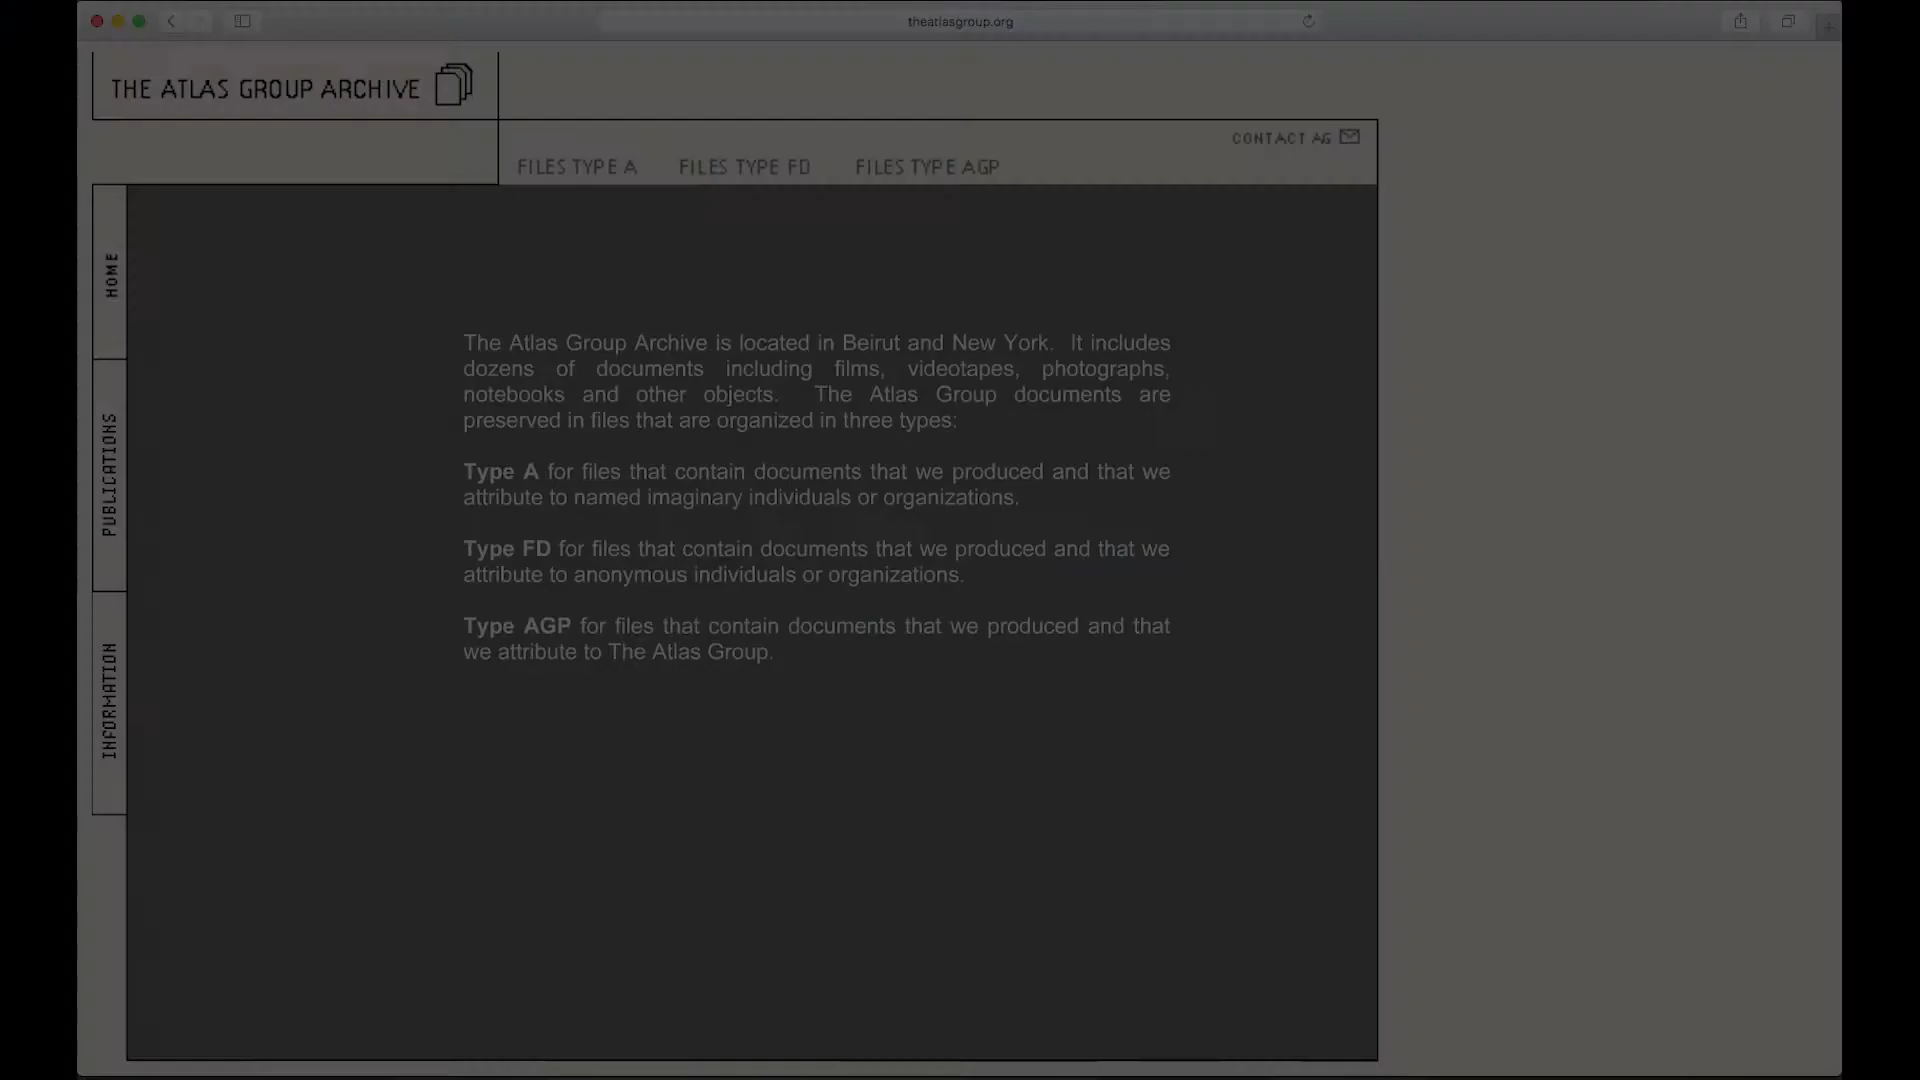 theatlasgroup.org
THE ATLAS GROUP ARCHIVE
CONTACT AG
FILES TYPE A FILES TYPE FD FILES TYPE AGP
HOME
PUBLICATIONS
INFORMATION
The Atlas Group Archive is located in Beirut and New York. It includes
dozens of documents including films, videotapes, photographs,
notebooks and other objects. The Atlas Group documents are
preserved in files that are organized in three types:
Type A for files that contain documents that we produced and that we
attribute to named imaginary individuals or organizations.
Type FD for files that contain documents that we produced and that we
attribute to anonymous individuals or organizations.
Type AGP for files that contain documents that we produced and that
we attribute to The Atlas Group.